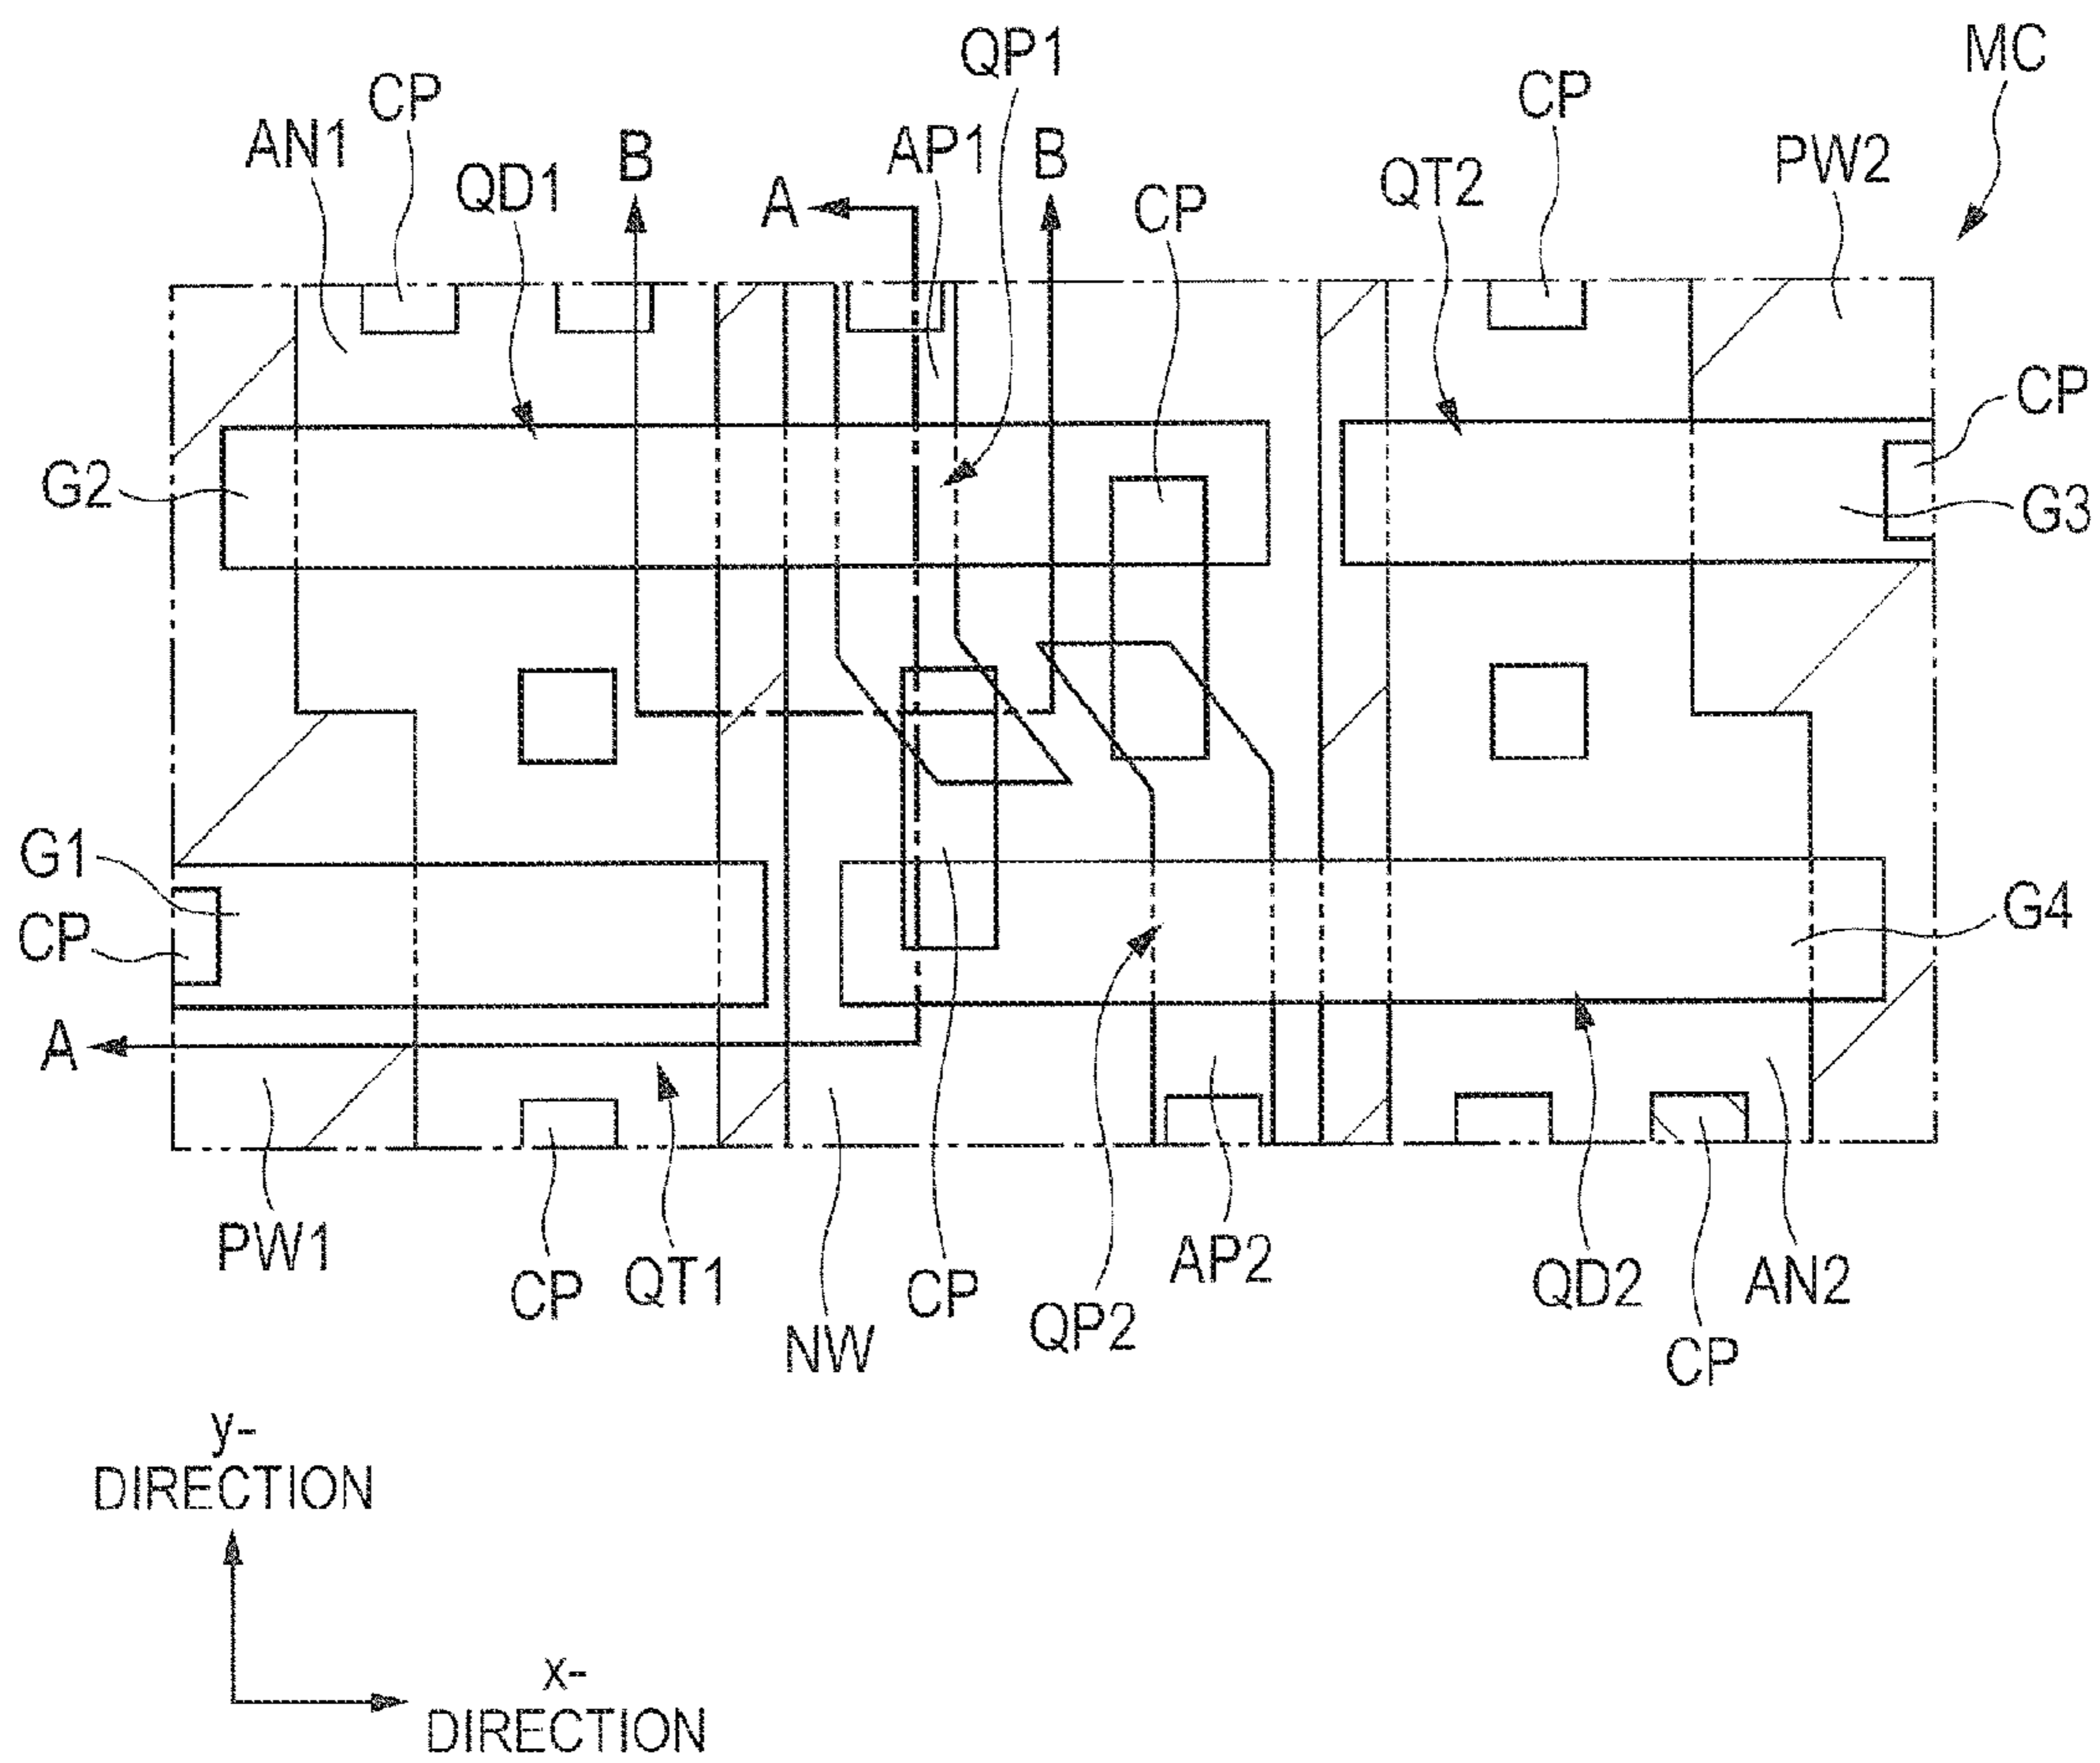 QP1
MC
CP
CP
AN1
B
AP1
B
PW2
QD1
A
CP
QT2
CP
G2
G3
G1
G4
CP
A
PW1
CP
QT1
CP
AP2
QD2
AN2
QP2
NW
CP
y-
DIRECTION
x-
DIRECTION